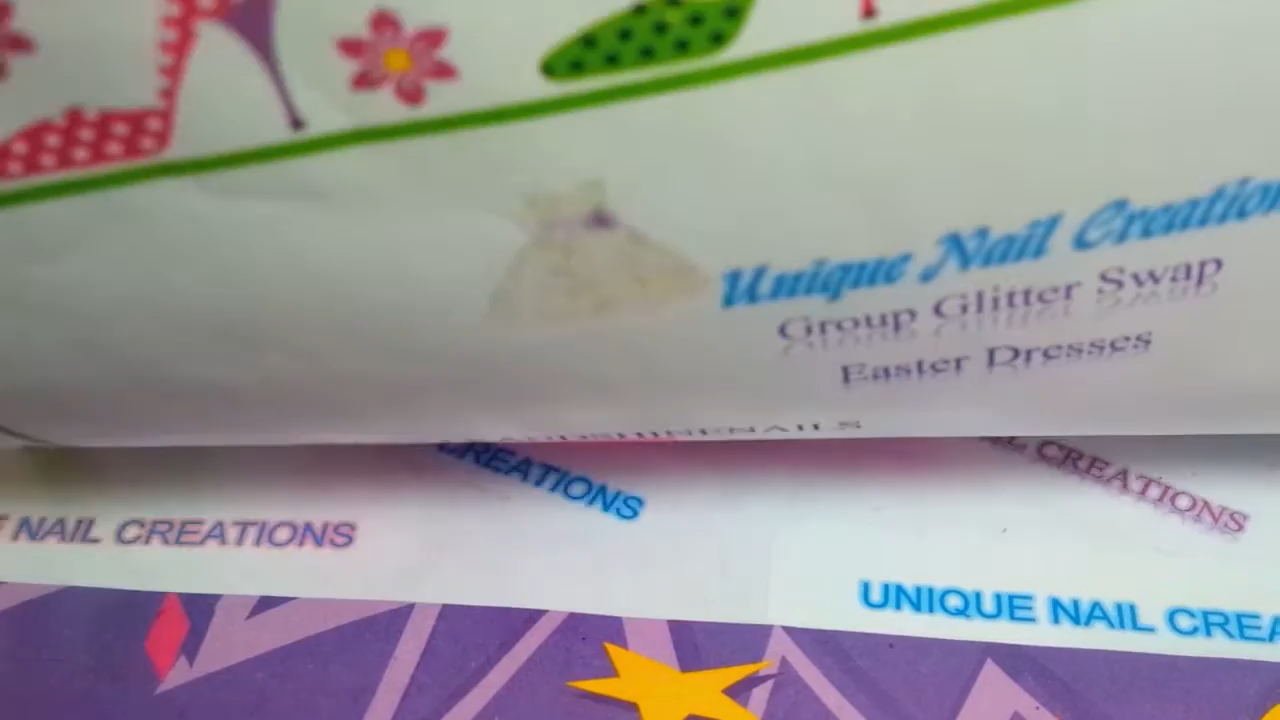 Unique Nail Creation
Group Glitter Swap
Easter Dresses
CREATIONS
CREATIONS
NAIL CREATIONS
UNIQUE NAIL CREA